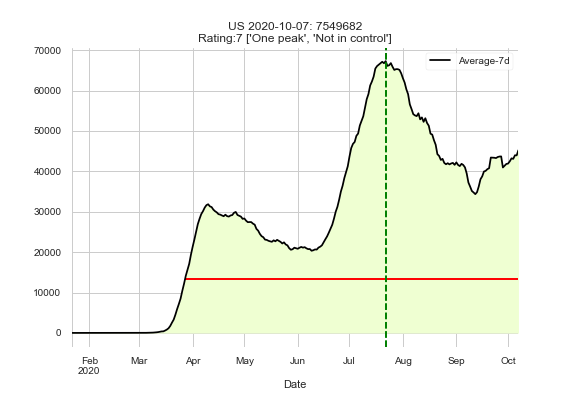 US 2020-10-07: 7549682
Rating:7 ['One peak', 'Not in control']
70000
Average-7d
60000
50000
40000
30000
20000
10000
0
Feb Mar Apr May Jun Jul Aug Sep Oct
2020
Date